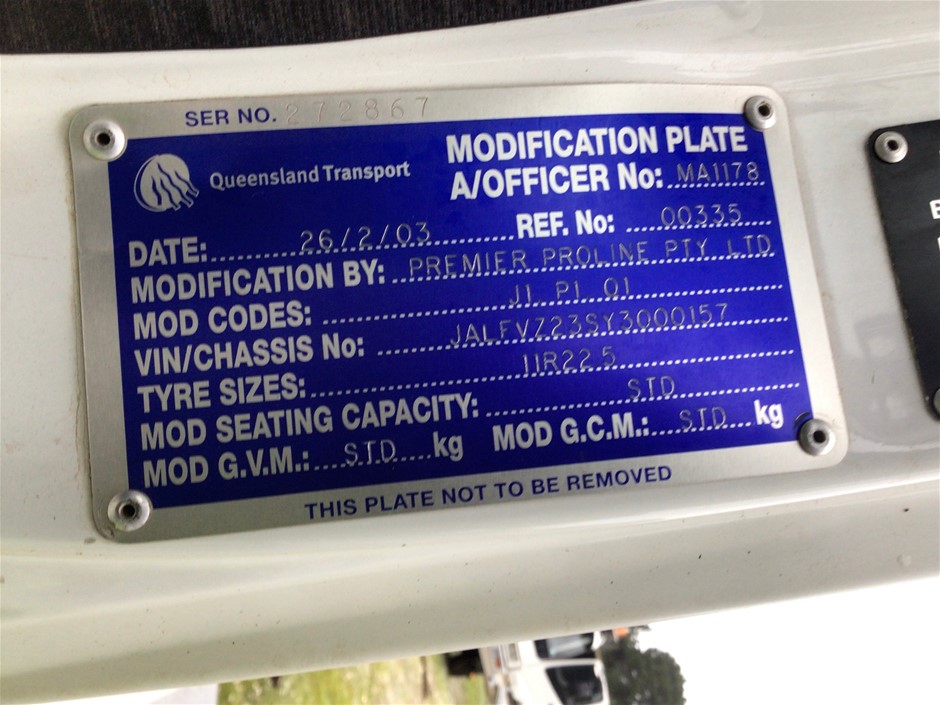 SER NO. 272867
Queensland Transport
MODIFICATION PLATE
A/OFFICER No: MA1178
DATE: 26/2/03 REF. No: 00335
MODIFICATION BY: PREMIER PROLINE PTY LTD
MOD CODES: J1 P1 Q1
VIN/CHASSIS No: JALFVZ23SY3000157
TYRE SIZES: 11R22.5
MOD SEATING CAPACITY: STD
MOD G.V.M.: STD kg MOD G.C.M.: STD kg
THIS PLATE NOT TO BE REMOVED